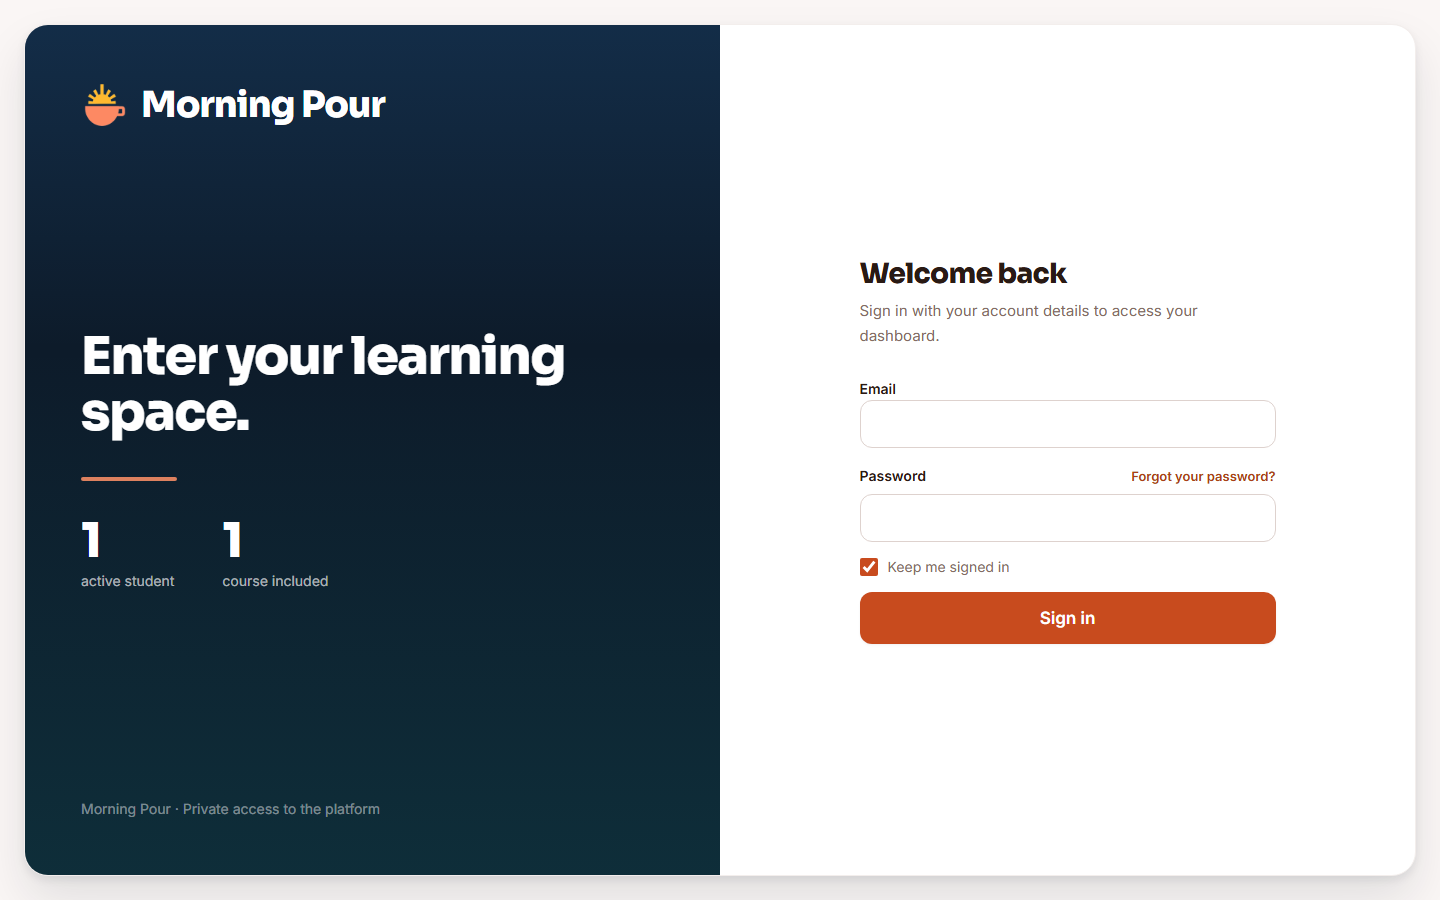 Morning Pour
Enter your learning
space.
1
active student
1
course included
Morning Pour · Private access to the platform
Welcome back
Sign in with your account details to access your
dashboard.
Email
Password
Forgot your password?
Keep me signed in
Sign in